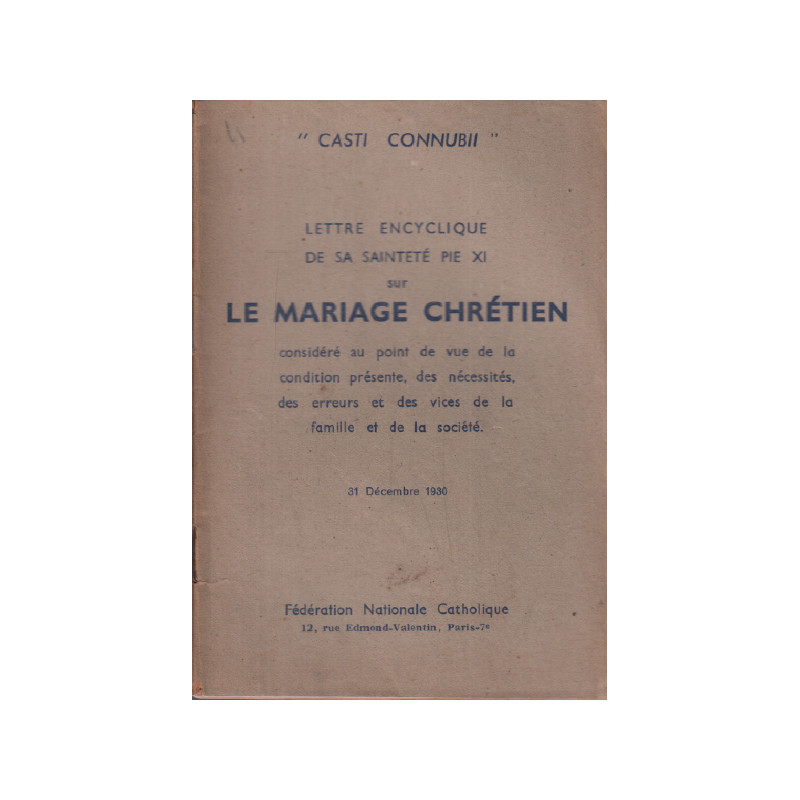 " CASTI CONNUBII "
LETTRE ENCYCLIQUE
DE SA SAINTETÉ PIE XI
sur
LE MARIAGE CHRÉTIEN
considéré au point de vue de la
condition présente, des nécessités,
des erreurs et des vices de la
famille et de la société.
31 Décembre 1930
Fédération Nationale Catholique
12, rue Edmond-Valentin, Paris-7e